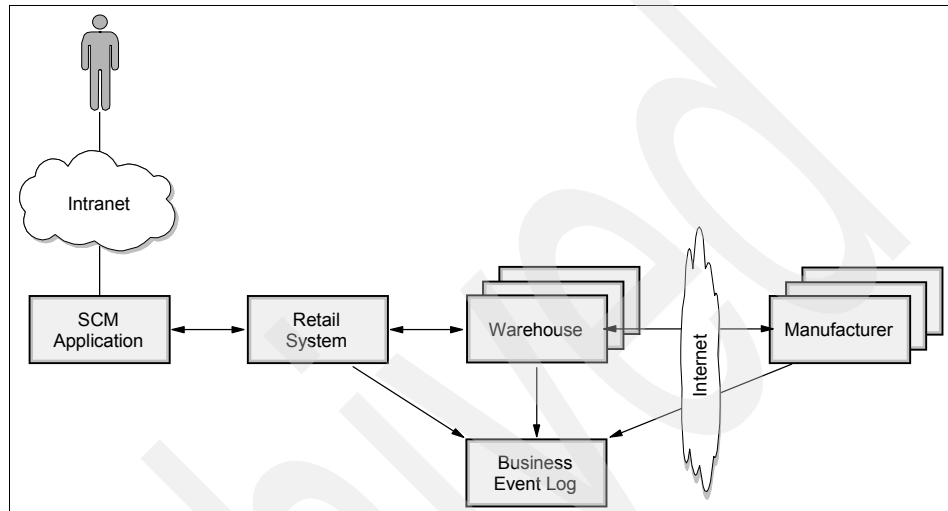 Intranet
SCM
Application
Retail
System
Warehouse
Internet
Manufacturer
Business
Event Log